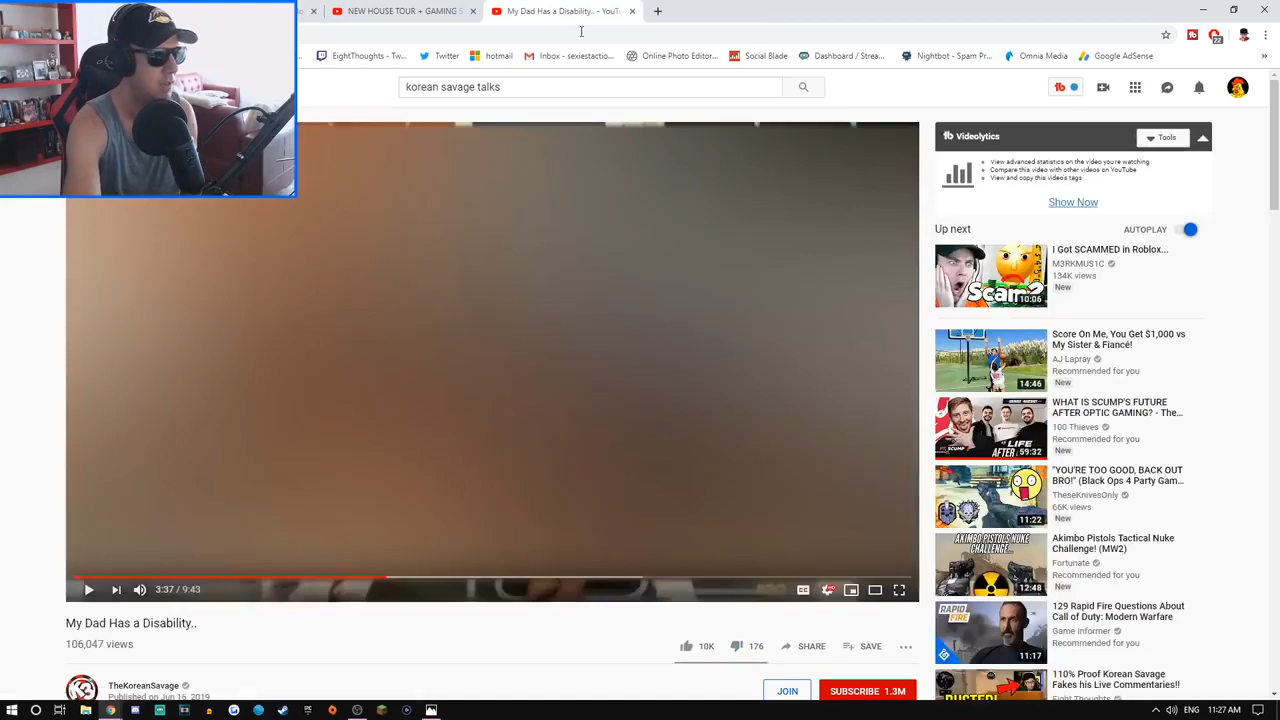 NEW HOUSE TOUR + GAMING S
My Dad Has a Disability.. - YouT
EightThoughts - Tw...
Twitter
hotmail
Inbox - sexiestactio...
Online Photo Editor...
Social Blade
Dashboard / Strea...
Nightbot - Spam Pr...
Omnia Media
Google AdSense
korean savage talks
Videolytics
Tools
View advanced statistics on the video you're watching
Compare this video with other videos on YouTube
View and copy this video's tags
Show Now
Up next
AUTOPLAY
I Got SCAMMED in Roblox...
M3RKMUS1C
134K views
New
Scam?
10:06
Score On Me, You Get $1,000 vs
My Sister & Fiancé!
AJ Lapray
Recommended for you
New
14:46
WHAT IS SCUMP'S FUTURE
AFTER OPTIC GAMING? - The...
100 Thieves
Recommended for you
New
LIFE
AFTER
59:32
"YOU'RE TOO GOOD, BACK OUT
BRO!" (Black Ops 4 Party Gam...
TheseKnivesOnly
66K views
New
11:22
Akimbo Pistols Tactical Nuke
Challenge! (MW2)
Fortunate
Recommended for you
New
AKIMBO PISTOLS NUKE
CHALLENGE
12:48
129 Rapid Fire Questions About
Call of Duty: Modern Warfare
Game Informer
Recommended for you
RAPID
FIRE
11:17
110% Proof Korean Savage
Fakes his Live Commentaries!!
Eight Thoughts
3:37 / 9:43
My Dad Has a Disability..
106,047 views
10K
176
SHARE
SAVE
TheKoreanSavage
Published on Jun 16, 2019
JOIN
SUBSCRIBE 1.3M
11:27 AM